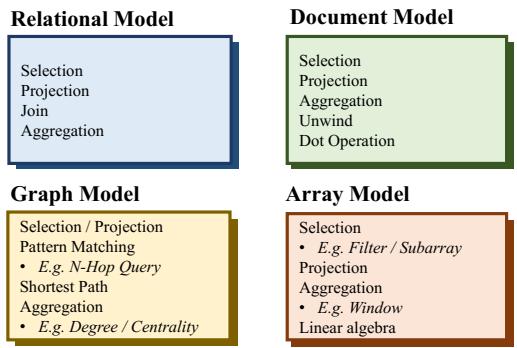 Relational Model
Selection
Projection
Join
Aggregation
Document Model
Selection
Projection
Aggregation
Unwind
Dot Operation
Graph Model
Selection / Projection
Pattern Matching
• E.g. N-Hop Query
Shortest Path
Aggregation
• E.g. Degree / Centrality
Array Model
Selection
• E.g. Filter / Subarray
Projection
Aggregation
• E.g. Window
Linear algebra